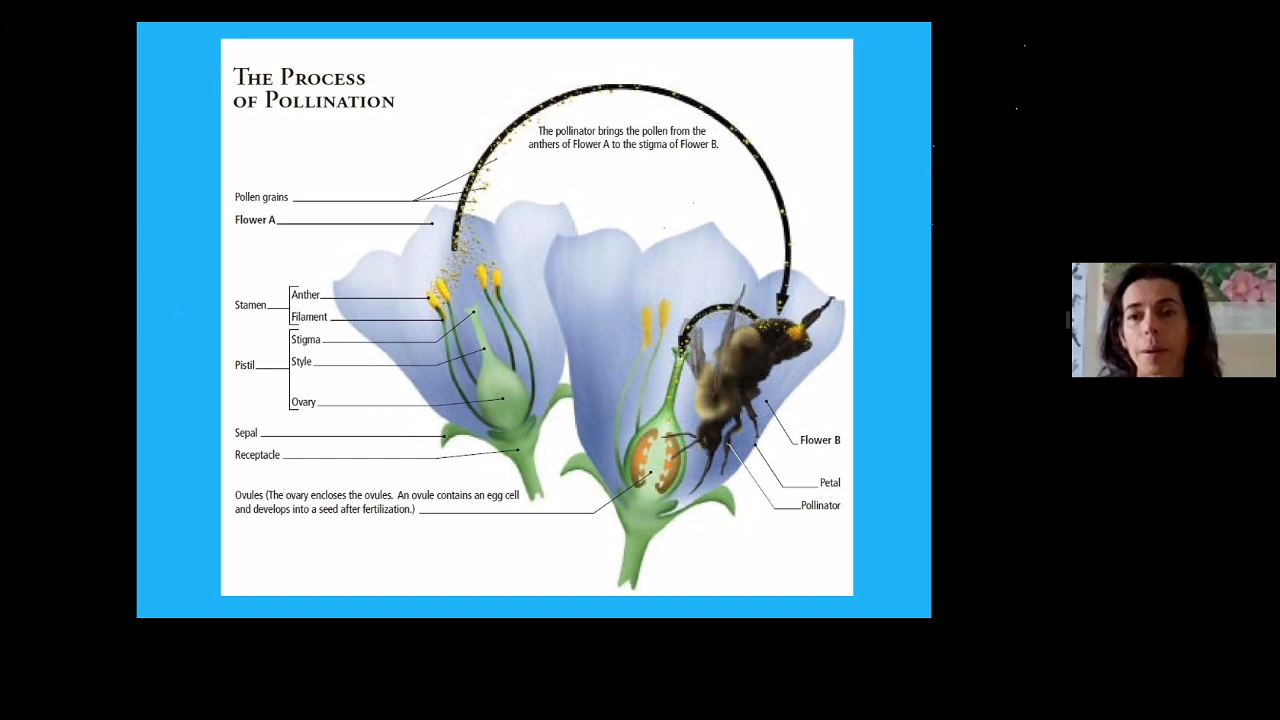 THE PROCESS
OF POLLINATION
The pollinator brings the pollen from the
anthers of Flower A to the stigma of Flower B.
Pollen grains
Flower A
Stamen
Anther
Filament
Pistil
Stigma
Style
Ovary
Sepal
Receptacle
Flower B
Petal
Pollinator
Ovules (The ovary encloses the ovules. An ovule contains an egg cell
and develops into a seed after fertilization.)